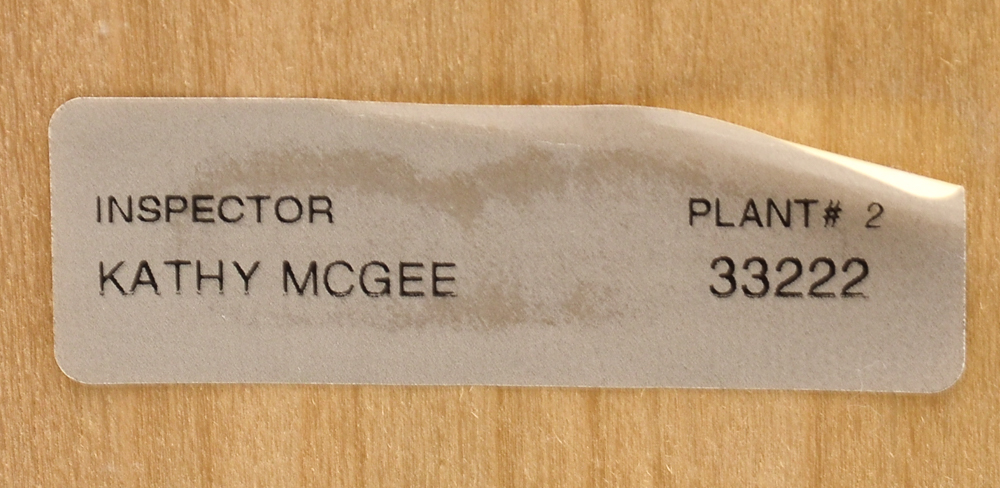 INSPECTOR PLANT# 2
KATHY MCGEE 33222